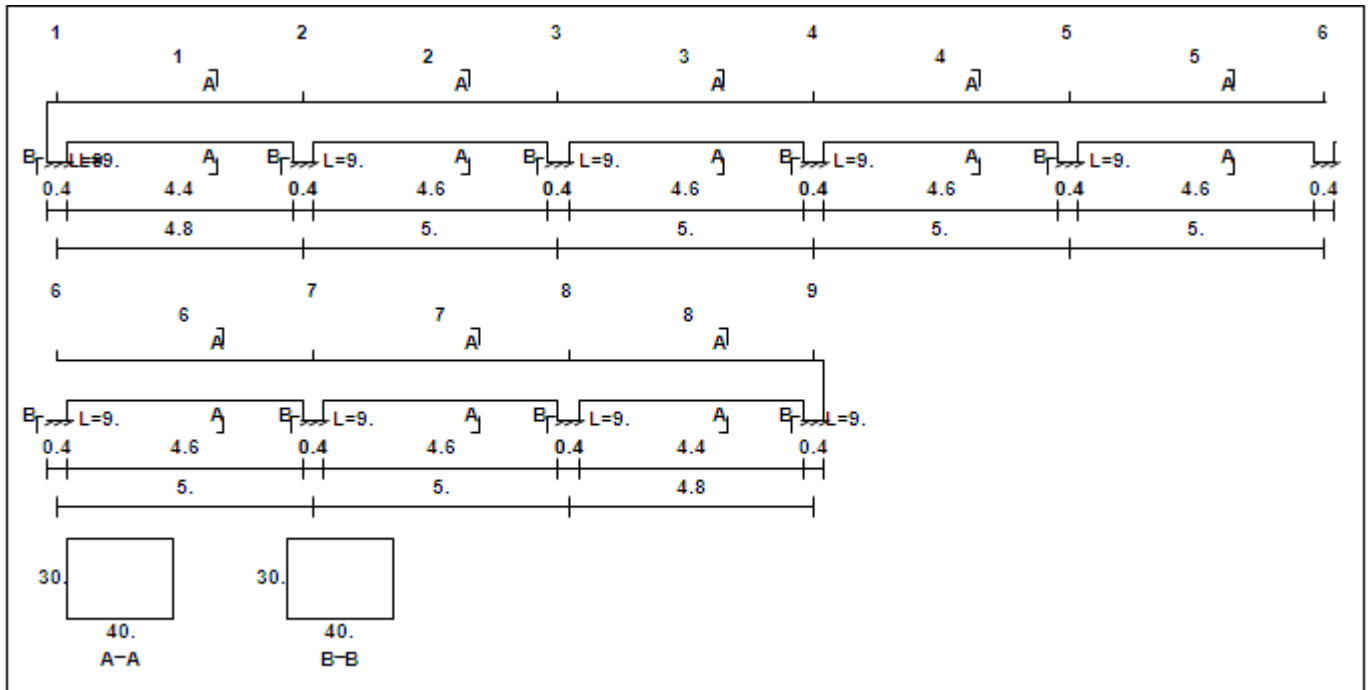 1 2 3 4 5 6
1 2 3 4 5
A A A A A
B L=9. L=9. A B L=9. A B L=9. A B L=9. A B L=9. A
0.4 4.4 0.4 4.6 0.4 4.6 0.4 4.6 0.4 4.6 0.4
4.8 5. 5. 5. 5.
6 7 8 9
6 7 8
A A A
B L=9. A B L=9. A B L=9. A B L=9.
0.4 4.6 0.4 4.6 0.4 4.4 0.4
5. 5. 4.8
30. 30.
40. 40.
A-A B-B